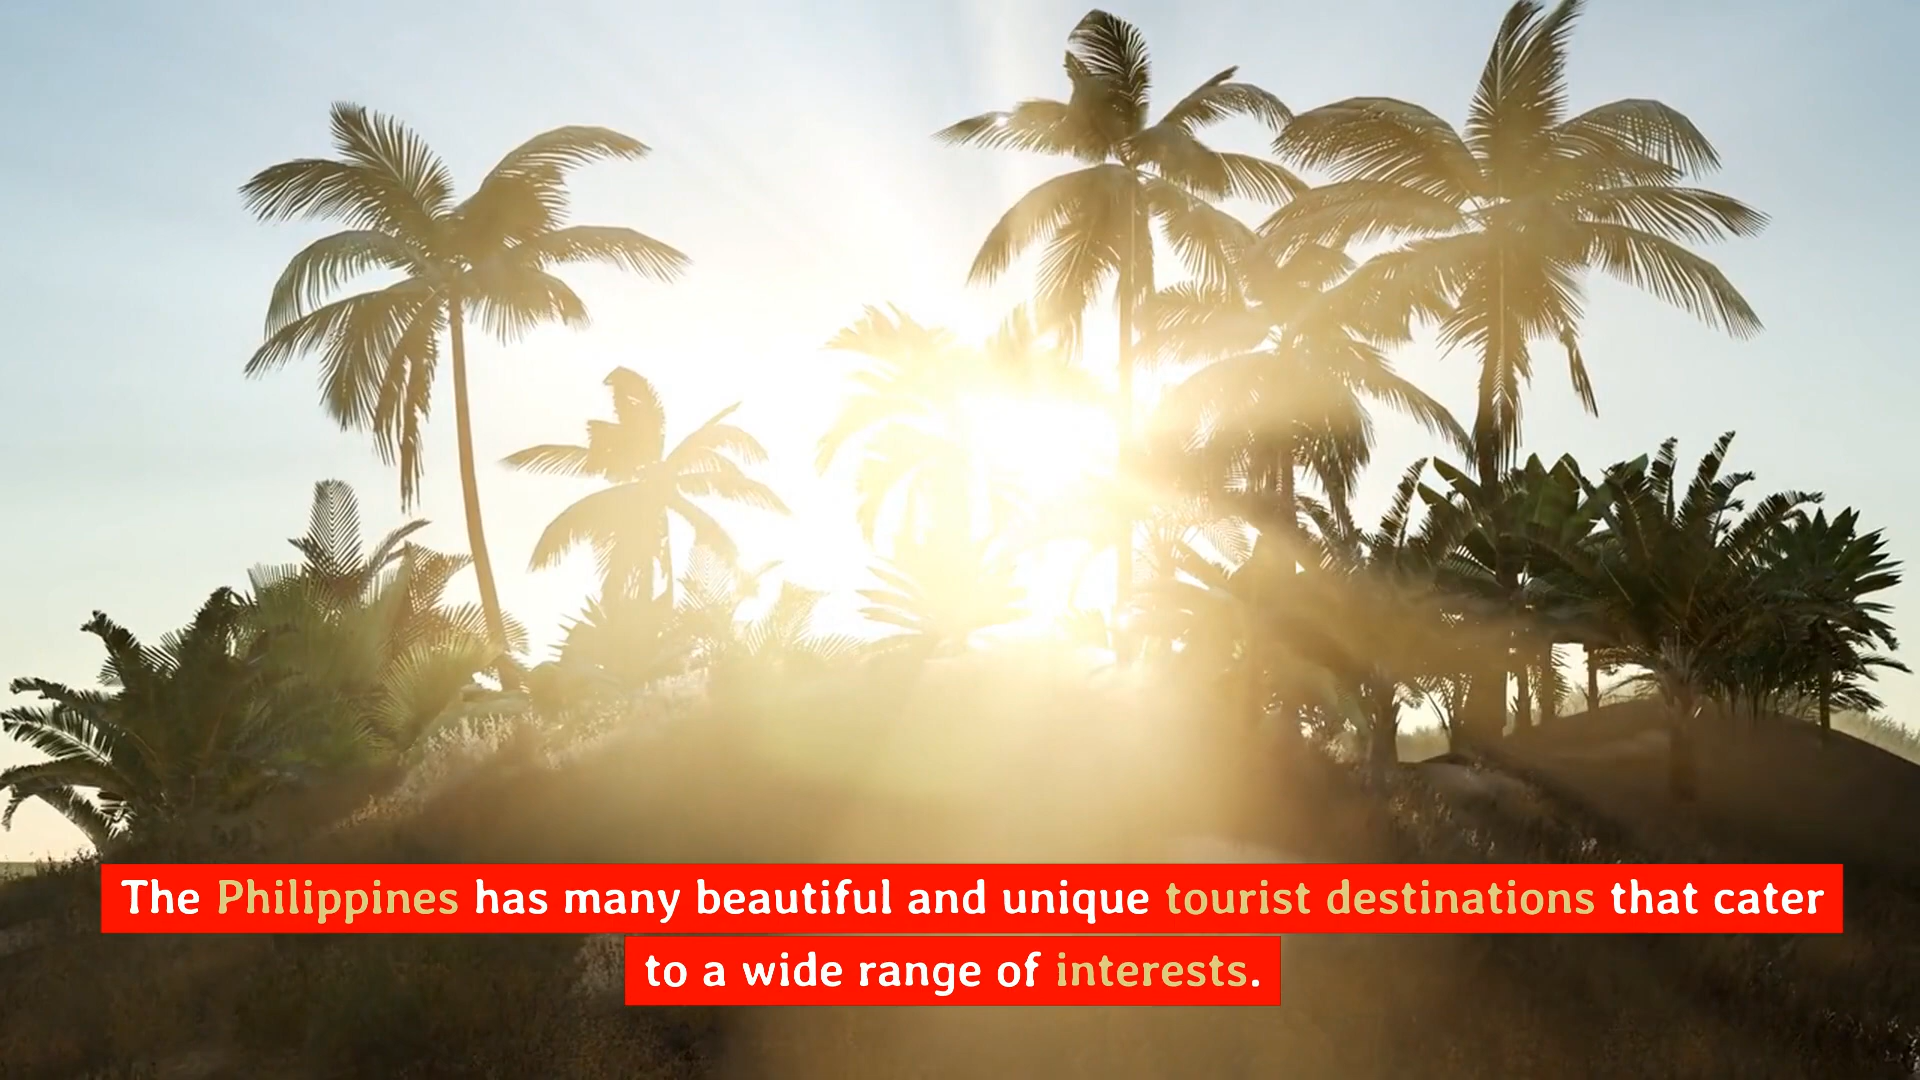 The Philippines has many beautiful and unique tourist destinations that cater
to a wide range of interests.